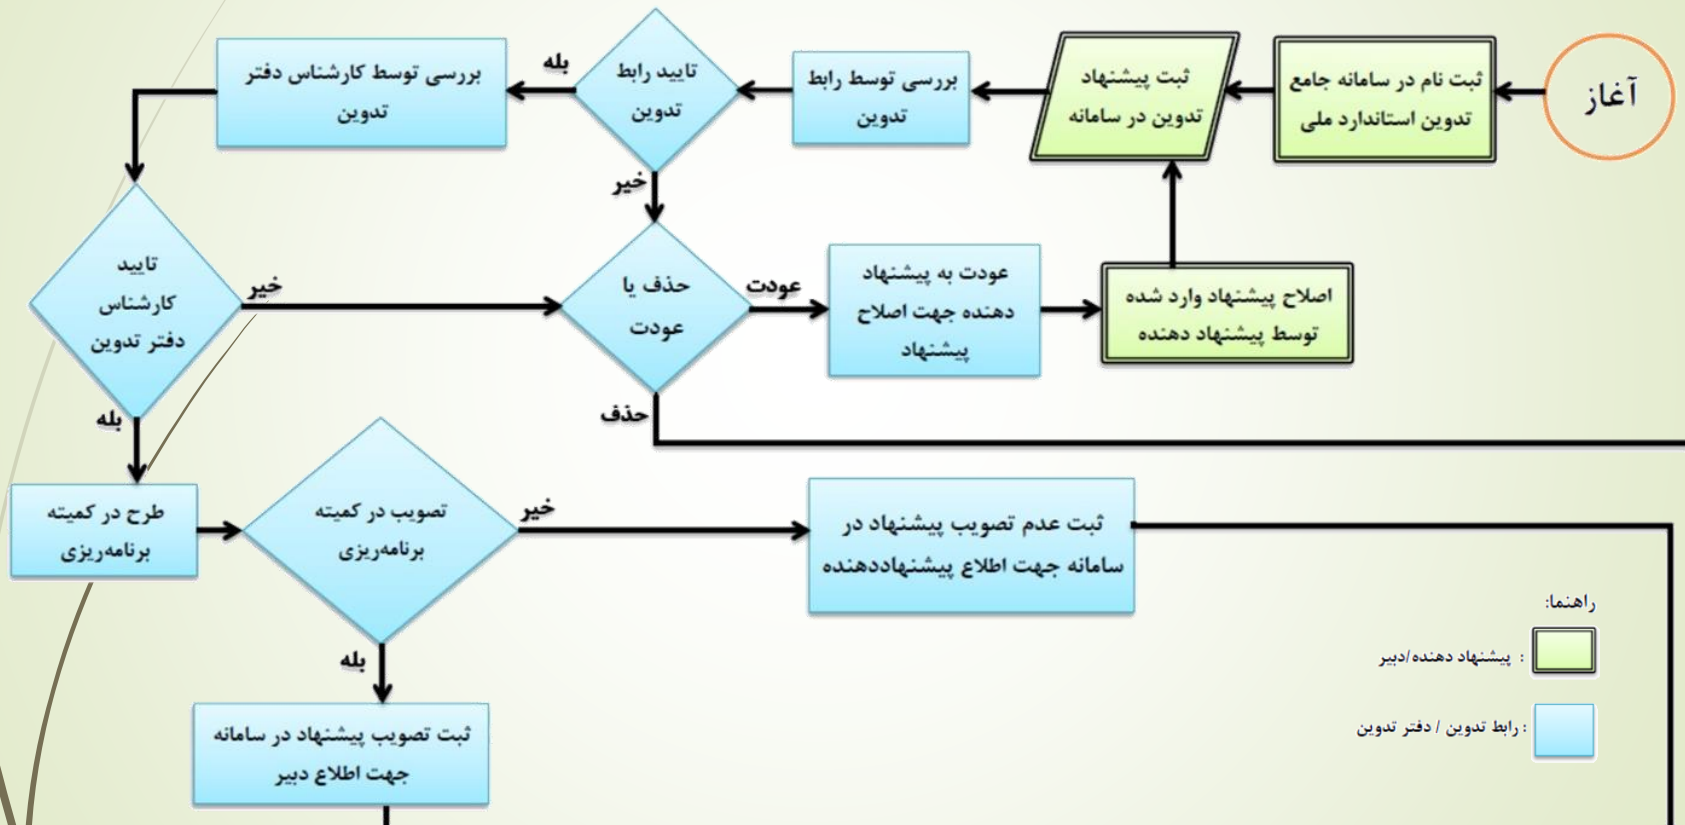 آغاز
ثبت نام در سامانه جامع
تدوین استاندارد ملی
ثبت پیشنهاد
تدوین در سامانه
بررسی توسط رابط
تدوین
تایید رابط
تدوین
بله
بررسی توسط کارشناس دفتر
تدوین
خیر
تایید
کارشناس
دفتر تدوین
خیر
حذف یا
عودت
عودت
عودت به پیشنهاد
دهنده جهت اصلاح
پیشنهاد
اصلاح پیشنهاد وارد شده
توسط پیشنهاد دهنده
حذف
بله
طرح در کمیته
برنامه‌ریزی
تصویب در کمیته
برنامه‌ریزی
خیر
ثبت عدم تصویب پیشنهاد در
سامانه جهت اطلاع پیشنهاددهنده
بله
ثبت تصویب پیشنهاد در سامانه
جهت اطلاع دبیر
راهنما:
: پیشنهاد دهنده/دبیر
: رابط تدوین / دفتر تدوین